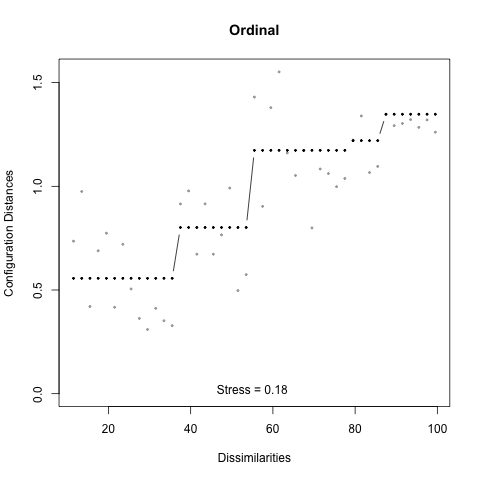 Ordinal
Configuration Distances
1.5
1.0
0.5
0.0
Stress = 0.18
20 40 60 80 100
Dissimilarities